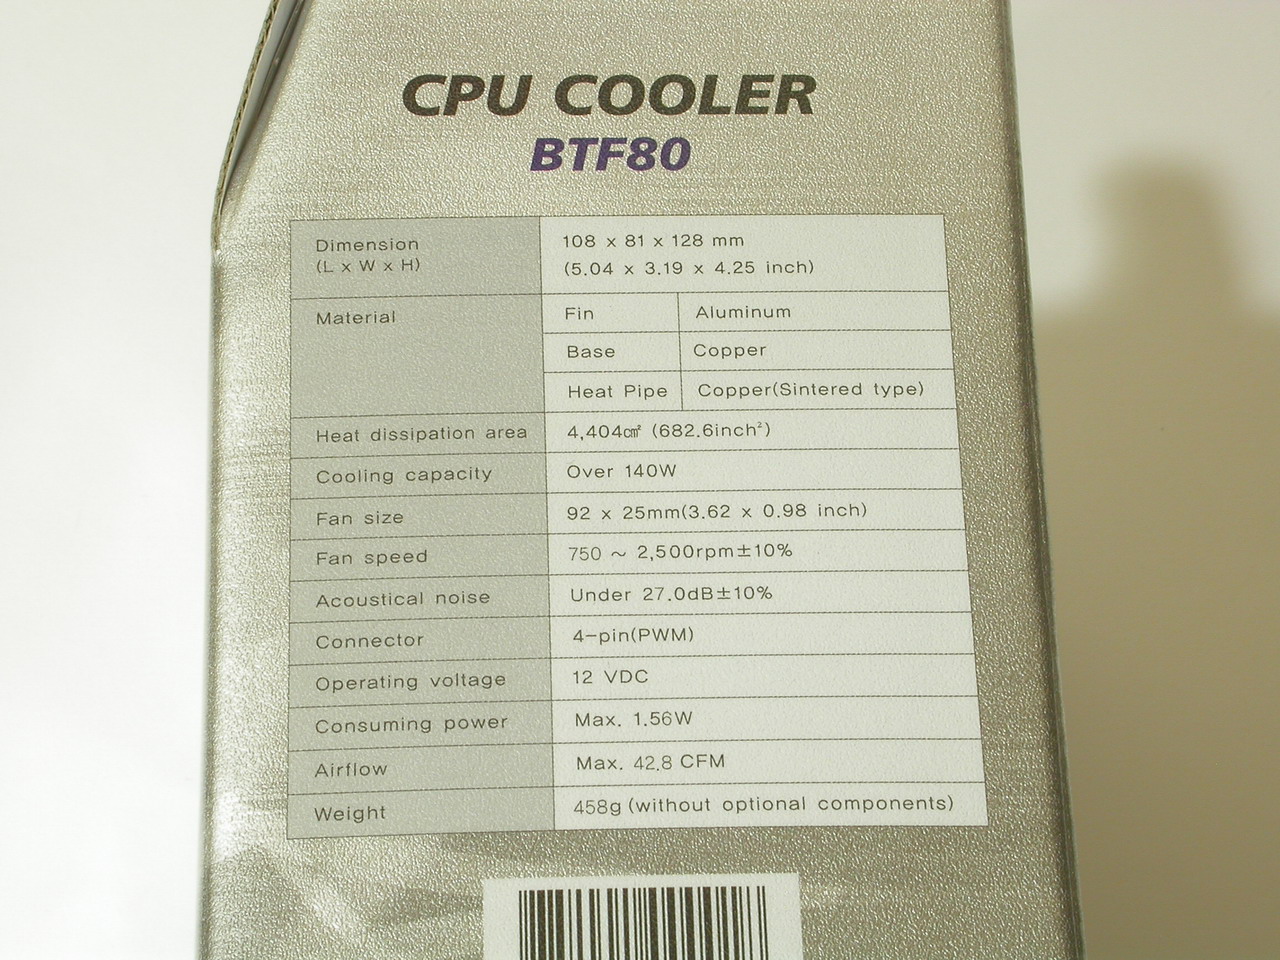 CPU COOLER
BTF80
Dimension
(L x W x H)
108 x 81 x 128 mm
(5.04 x 3.19 x 4.25 inch)
Material
Fin Aluminum
Base Copper
Heat Pipe Copper(Sintered type)
Heat dissipation area 4,404㎠ (682.6inch²)
Cooling capacity Over 140W
Fan size 92 x 25mm(3.62 x 0.98 inch)
Fan speed 750 ~ 2,500rpm±10%
Acoustical noise Under 27.0dB±10%
Connector 4-pin(PWM)
Operating voltage 12 VDC
Consuming power Max. 1.56W
Airflow Max. 42.8 CFM
Weight 458g (without optional components)